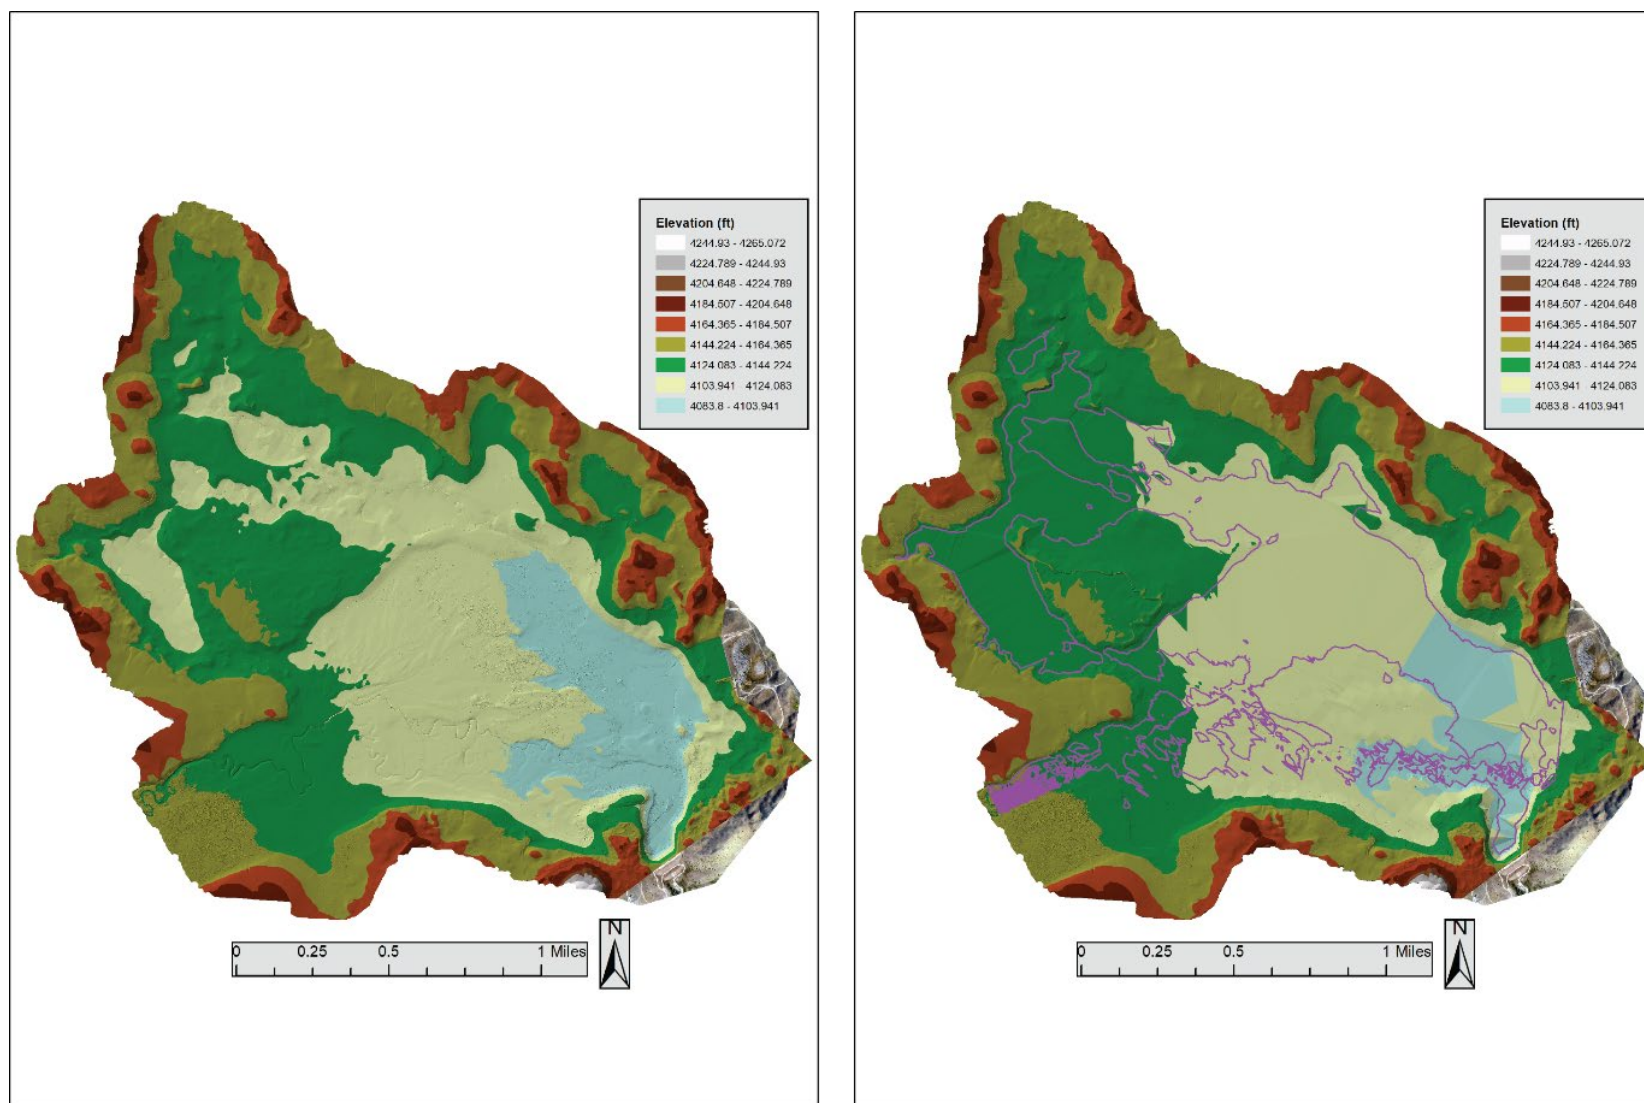 Elevation (ft)
4244.93 - 4265.072
4224.789 - 4244.93
4204.648 - 4224.789
4184.507 - 4204.648
4164.365 - 4184.507
4144.224 - 4164.365
4124.083 - 4144.224
4103.941 - 4124.083
4083.8 - 4103.941
N
0 0.25 0.5 1 Miles
Elevation (ft)
4244.93 - 4265.072
4224.789 - 4244.93
4204.648 - 4224.789
4184.507 - 4204.648
4164.365 - 4184.507
4144.224 - 4164.365
4124.083 - 4144.224
4103.941 - 4124.083
4083.8 - 4103.941
N
0 0.25 0.5 1 Miles